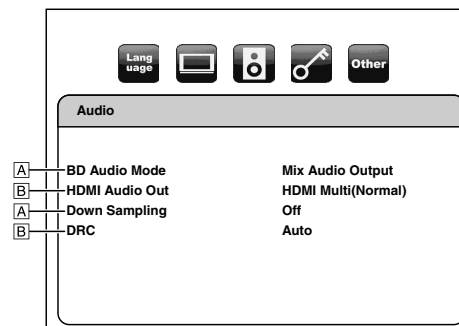 Lang
uage
Other
Audio
A BD Audio Mode Mix Audio Output
B HDMI Audio Out HDMI Multi(Normal)
A Down Sampling Off
B DRC Auto